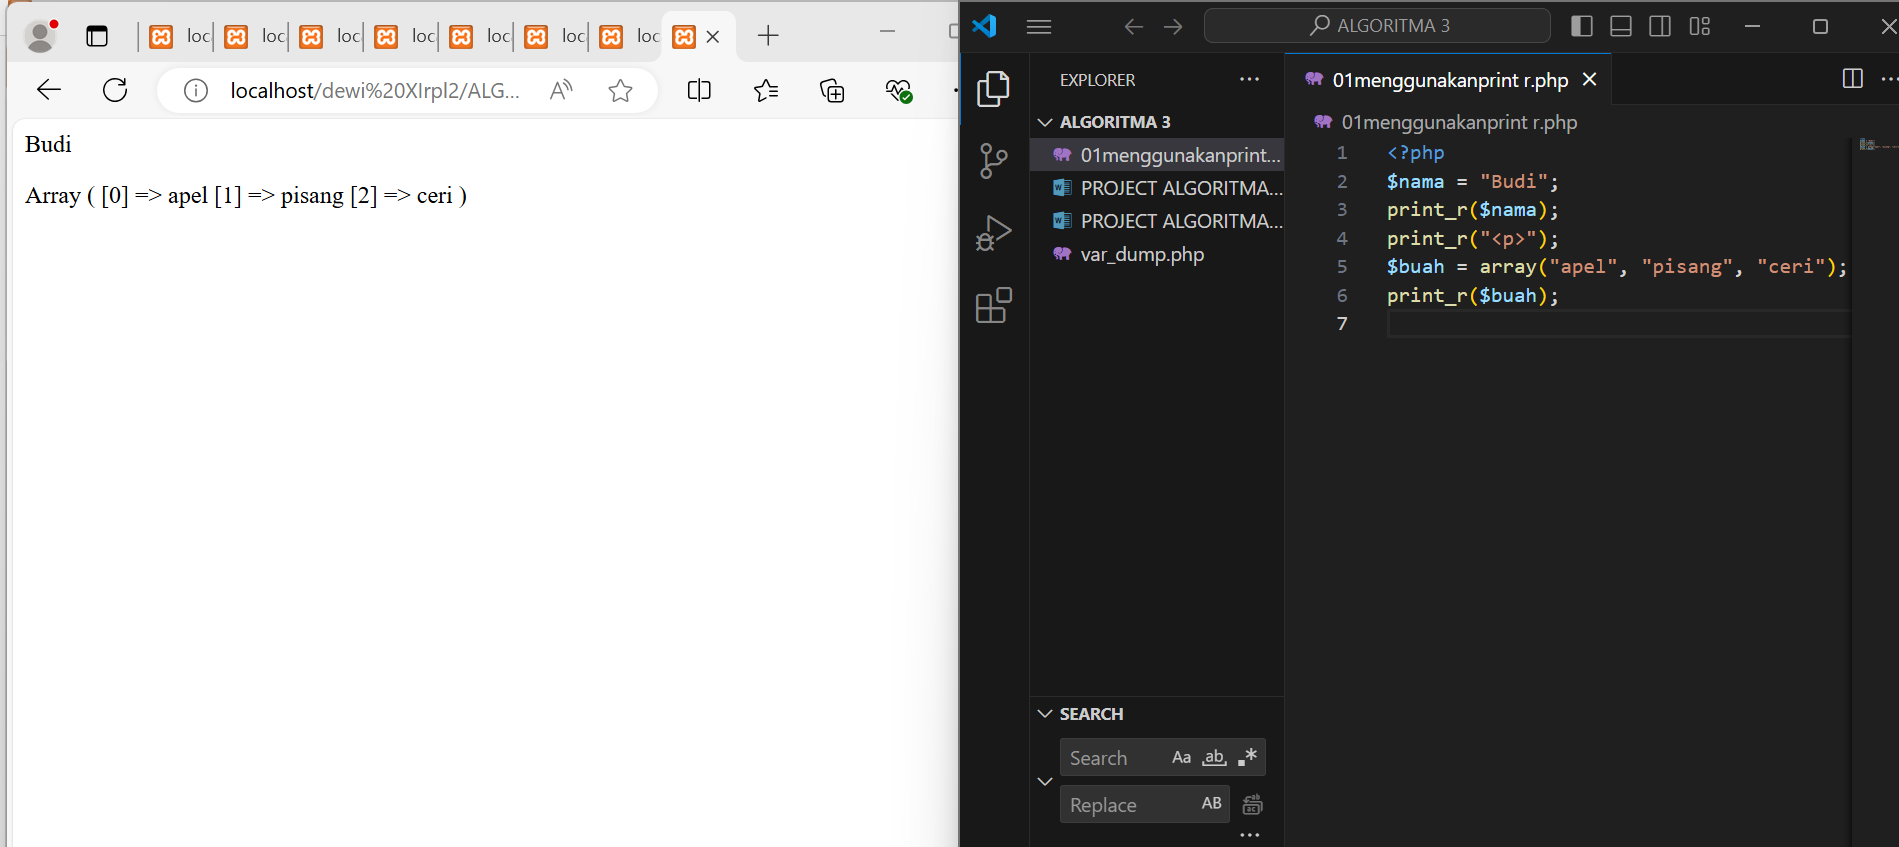 loc
loc
loc
loc
loc
loc
loc
localhost/dewi%20XIrpl2/ALG...
Budi
Array ( [0] => apel [1] => pisang [2] => ceri )
ALGORITMA 3
EXPLORER
ALGORITMA 3
01menggunakanprint...
PROJECT ALGORITMA...
PROJECT ALGORITMA...
var_dump.php
SEARCH
Search
Aa
ab
Replace
AB
01menggunakanprint r.php
01menggunakanprint r.php
1 <?php
2 $nama = "Budi";
3 print_r($nama);
4 print_r("<p>");
5 $buah = array("apel", "pisang", "ceri");
6 print_r($buah);
7